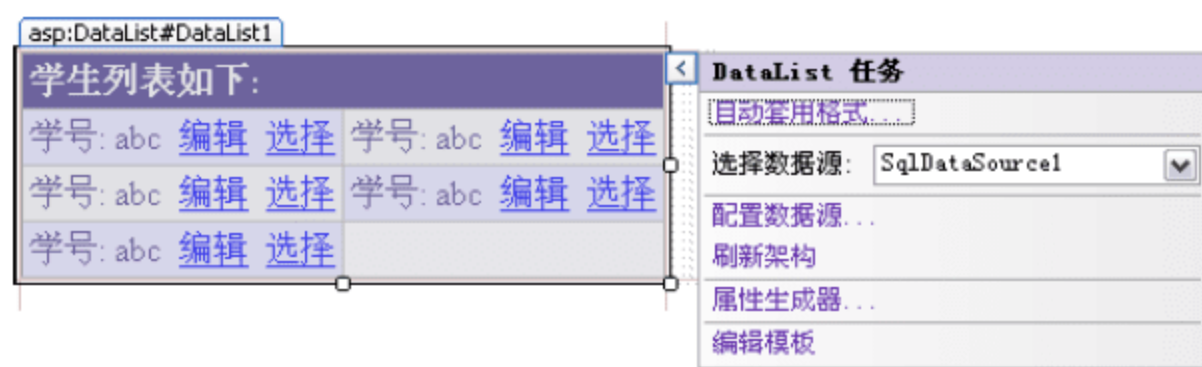 asp:DataList#DataList1
学生列表如下:
学号: abc 编辑 选择 学号: abc 编辑 选择
学号: abc 编辑 选择 学号: abc 编辑 选择
学号: abc 编辑 选择
DataList 任务
自动套用格式...
选择数据源: SqlDataSource1
配置数据源...
刷新架构
属性生成器...
编辑模板